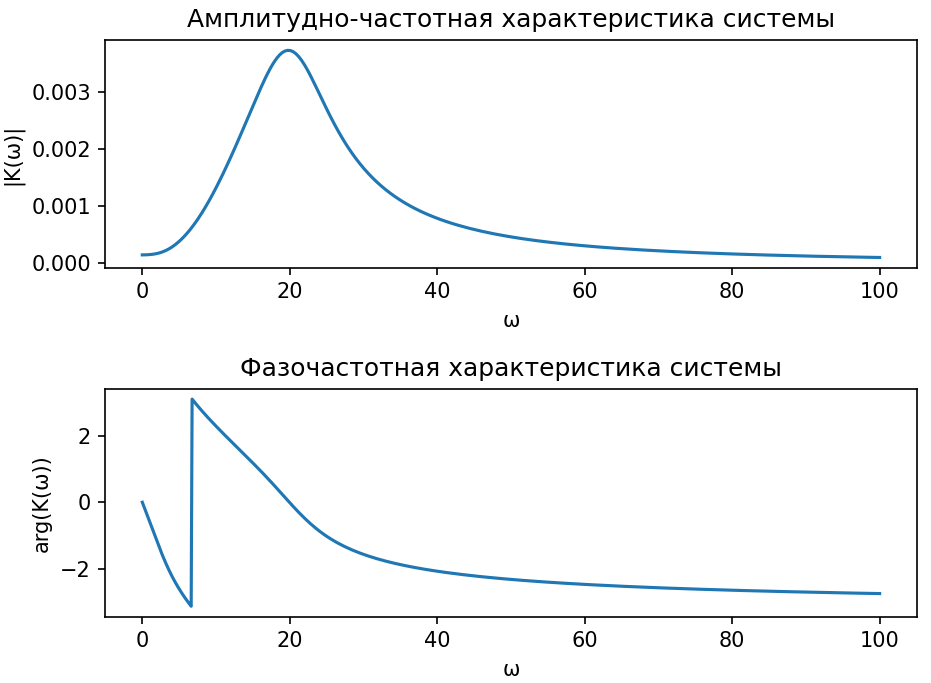 Амплитудно-частотная характеристика системы
|K(ω)|
0.003
0.002
0.001
0.000
0 20 40 60 80 100
ω
Фазочастотная характеристика системы
arg(K(ω))
2
0
−2
0 20 40 60 80 100
ω